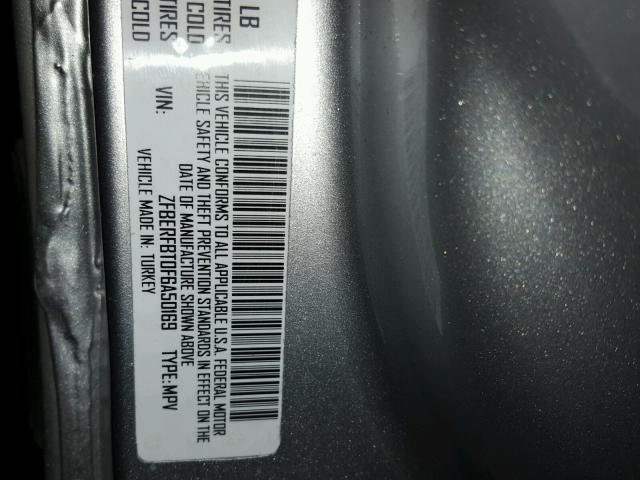 LB
TIRES
COLD
TIRES
COLD
THIS VEHICLE CONFORMS TO ALL APPLICABLE U.S.A. FEDERAL MOTOR
VEHICLE SAFETY AND THEFT PREVENTION STANDARDS IN EFFECT ON THE
DATE OF MANUFACTURE SHOWN ABOVE
VIN: ZFBERFBT0F6A50169 TYPE:MPV
VEHICLE MADE IN: TURKEY